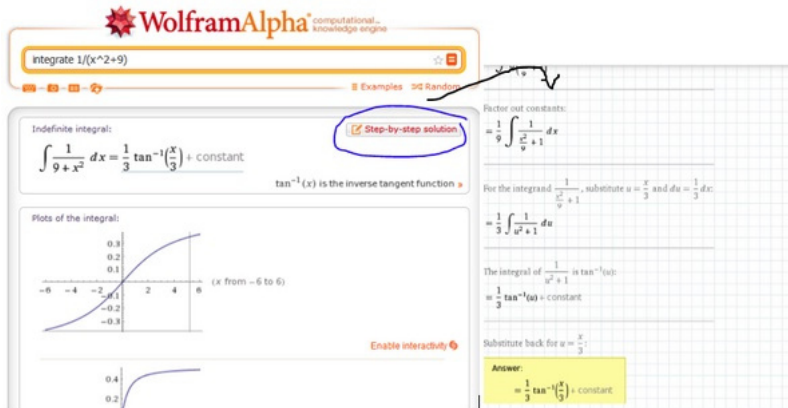 WolframAlpha computational... knowledge engine
integrate 1/(x^2+9)
Examples Random
Indefinite integral:
Step-by-step solution
∫ 1/(9 + x²) dx = 1/3 tan⁻¹(x/3) + constant
tan⁻¹(x) is the inverse tangent function »
Plots of the integral:
0.3
0.2
0.1
-6 -4 -2 2 4 6
-0.1
-0.2
-0.3
(x from −6 to 6)
Enable interactivity
0.4
0.2
Factor out constants:
= 1/9 ∫ 1/(x²/9 + 1) dx
For the integrand 1/(x²/9 + 1), substitute u = x/3 and du = 1/3 dx:
= 1/3 ∫ 1/(u² + 1) du
The integral of 1/(u² + 1) is tan⁻¹(u):
= 1/3 tan⁻¹(u) + constant
Substitute back for u = x/3:
Answer:
= 1/3 tan⁻¹(x/3) + constant